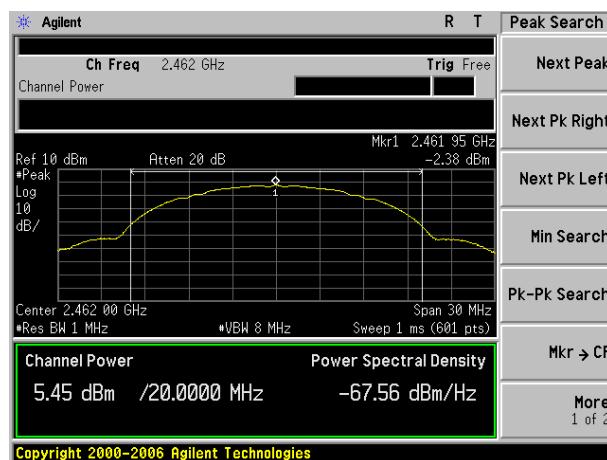 Agilent R T Peak Search
Ch Freq 2.462 GHz Trig Free
Channel Power
Mkr1 2.461 95 GHz
Ref 10 dBm Atten 20 dB -2.38 dBm
#Peak
Log
10
dB/
1
Center 2.462 00 GHz Span 30 MHz
#Res BW 1 MHz #VBW 8 MHz Sweep 1 ms (601 pts)
Channel Power Power Spectral Density
5.45 dBm /20.0000 MHz -67.56 dBm/Hz
Next Peak
Next Pk Right
Next Pk Left
Min Search
Pk-Pk Search
Mkr → CF
More
1 of 2
Copyright 2000-2006 Agilent Technologies